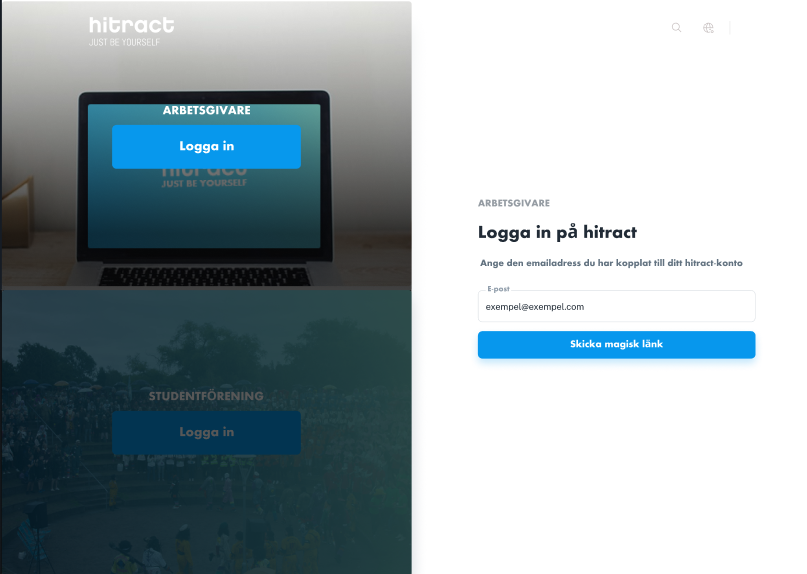 hitract
JUST BE YOURSELF
ARBETSGIVARE
Logga in
hitract
JUST BE YOURSELF
STUDENTFÖRENING
Logga in
ARBETSGIVARE
Logga in på hitract
Ange den emailadress du har kopplat till ditt hitract-konto
E-post
exempel@exempel.com
Skicka magisk länk